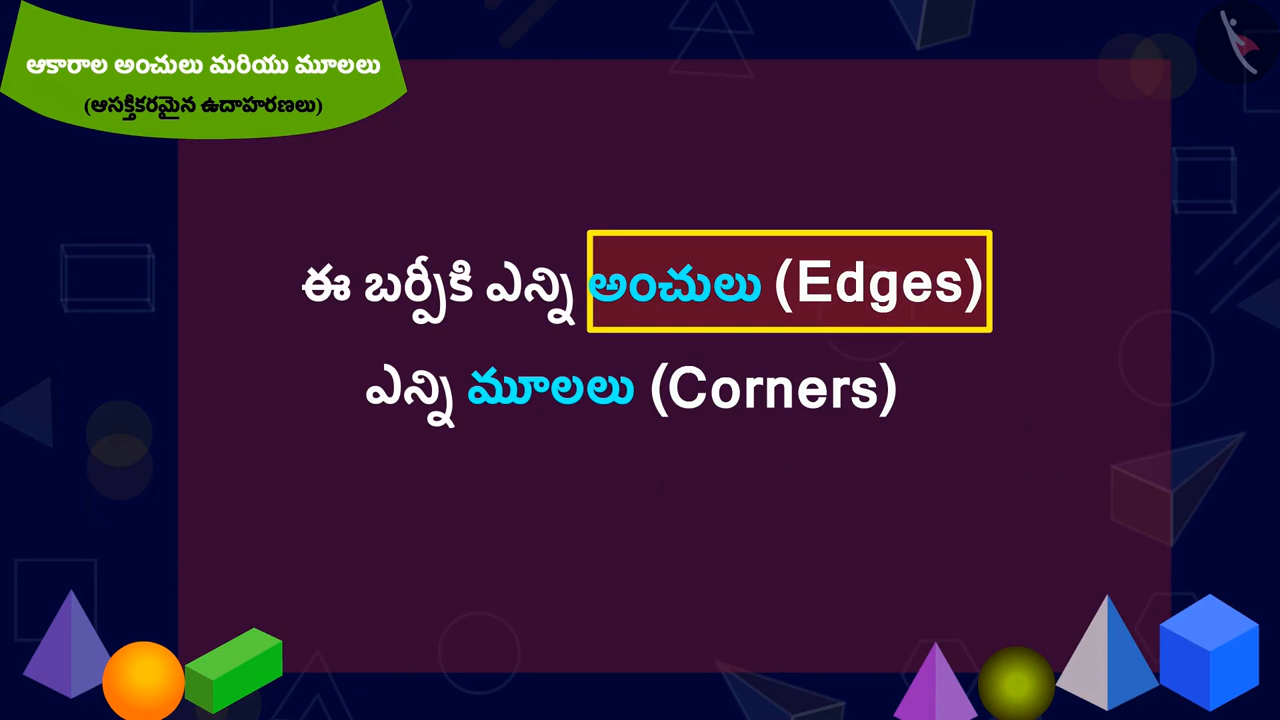 ఆకారాల అంచులు మరియు మూలలు
(ఆసక్తికరమైన ఉదాహరణలు)
ఈ బర్పీకి ఎన్ని అంచులు (Edges)
ఎన్ని మూలలు (Corners)